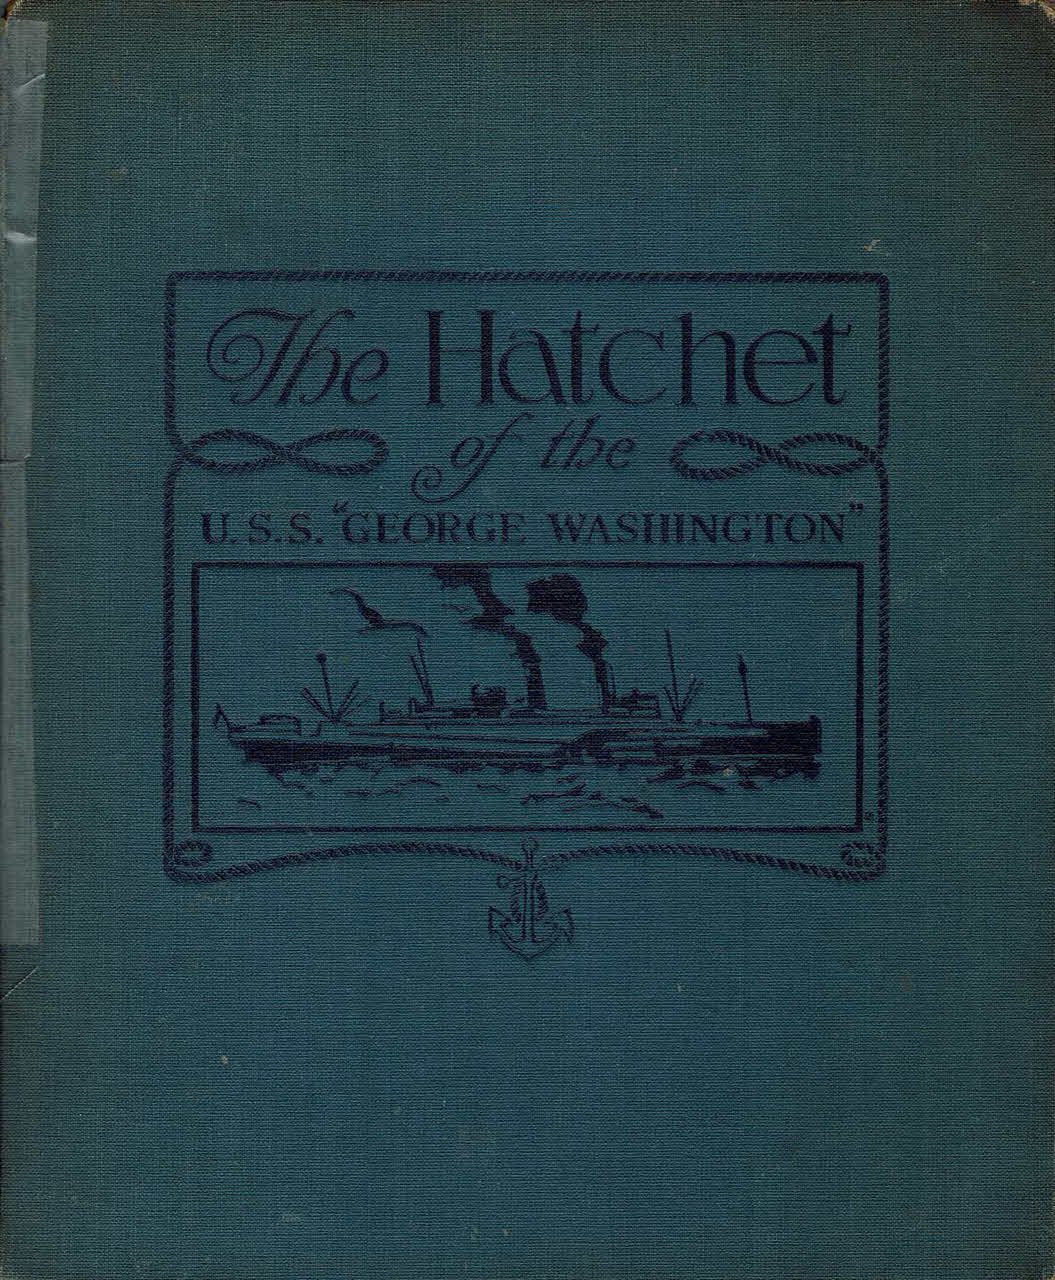 The Hatchet
of the
U.S.S. "GEORGE WASHINGTON"